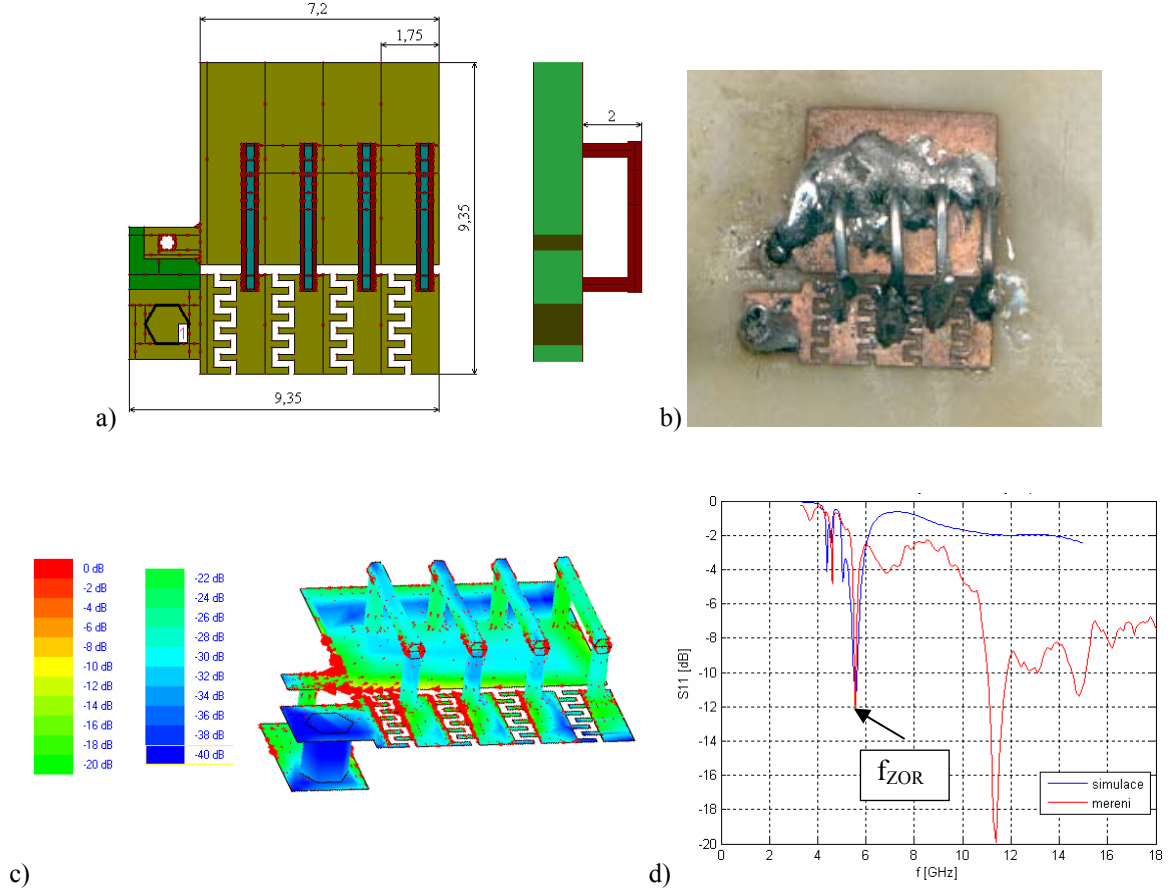 7,2
1,75
2
9,35
1
9,35
a)
b)
0 dB
-2 dB
-4 dB
-6 dB
-8 dB
-10 dB
-12 dB
-14 dB
-16 dB
-18 dB
-20 dB
-22 dB
-24 dB
-26 dB
-28 dB
-30 dB
-32 dB
-34 dB
-36 dB
-38 dB
-40 dB
c)
0
-2
-4
-6
-8
-10
-12
-14
-16
-18
-20
S11 [dB]
fZOR
simulace
mereni
0 2 4 6 8 10 12 14 16 18
f [GHz]
d)